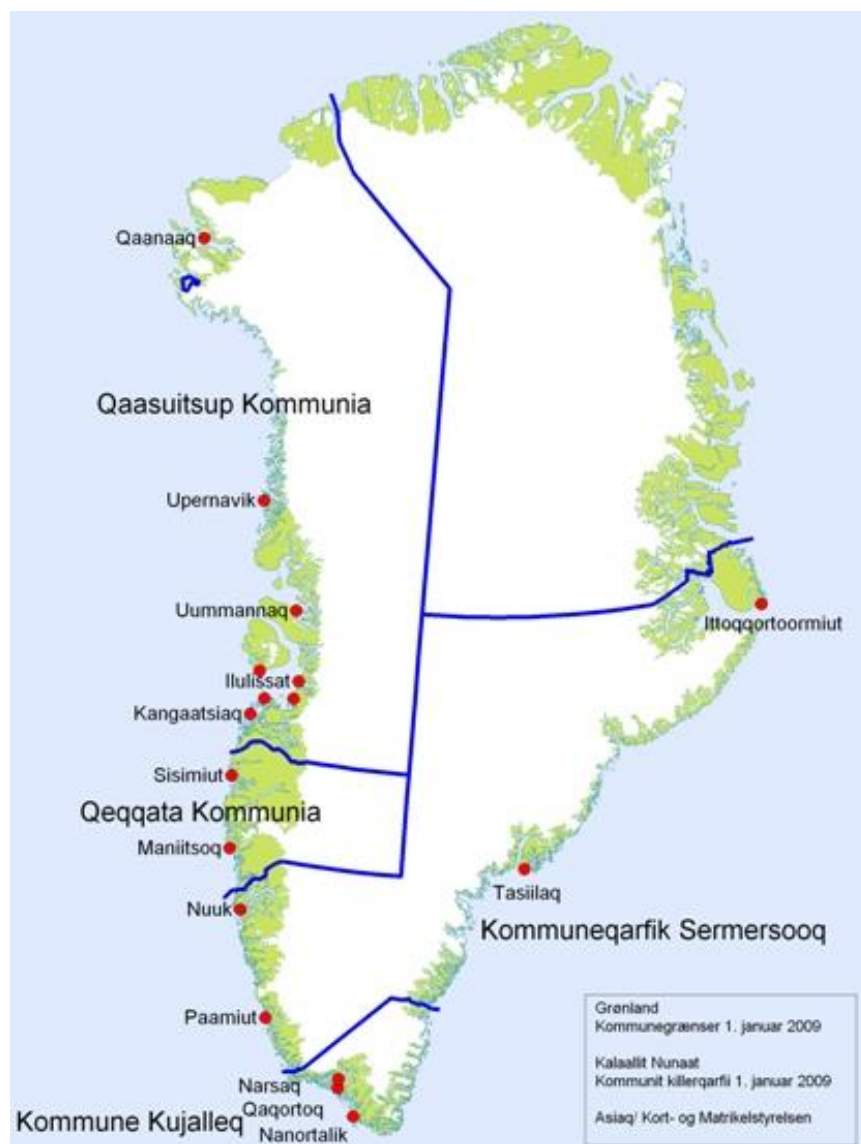 Qaanaaq
Qaasuitsup Kommunia
Upernavik
Uummannaq
Ittoqqortoormiut
Ilulissat
Kangaatsiaq
Sisimiut
Qeqqata Kommunia
Maniitsoq
Tasiilaq
Nuuk
Kommuneqarfik Sermersooq
Paamiut
Grønland
Kommunegrænser 1. januar 2009
Kalaallit Nunaat
Kommunit killerqarfii 1. januar 2009
Asiaq/ Kort- og Matrikelstyrelsen
Narsaq
Qaqortoq
Kommune Kujalleq
Nanortalik